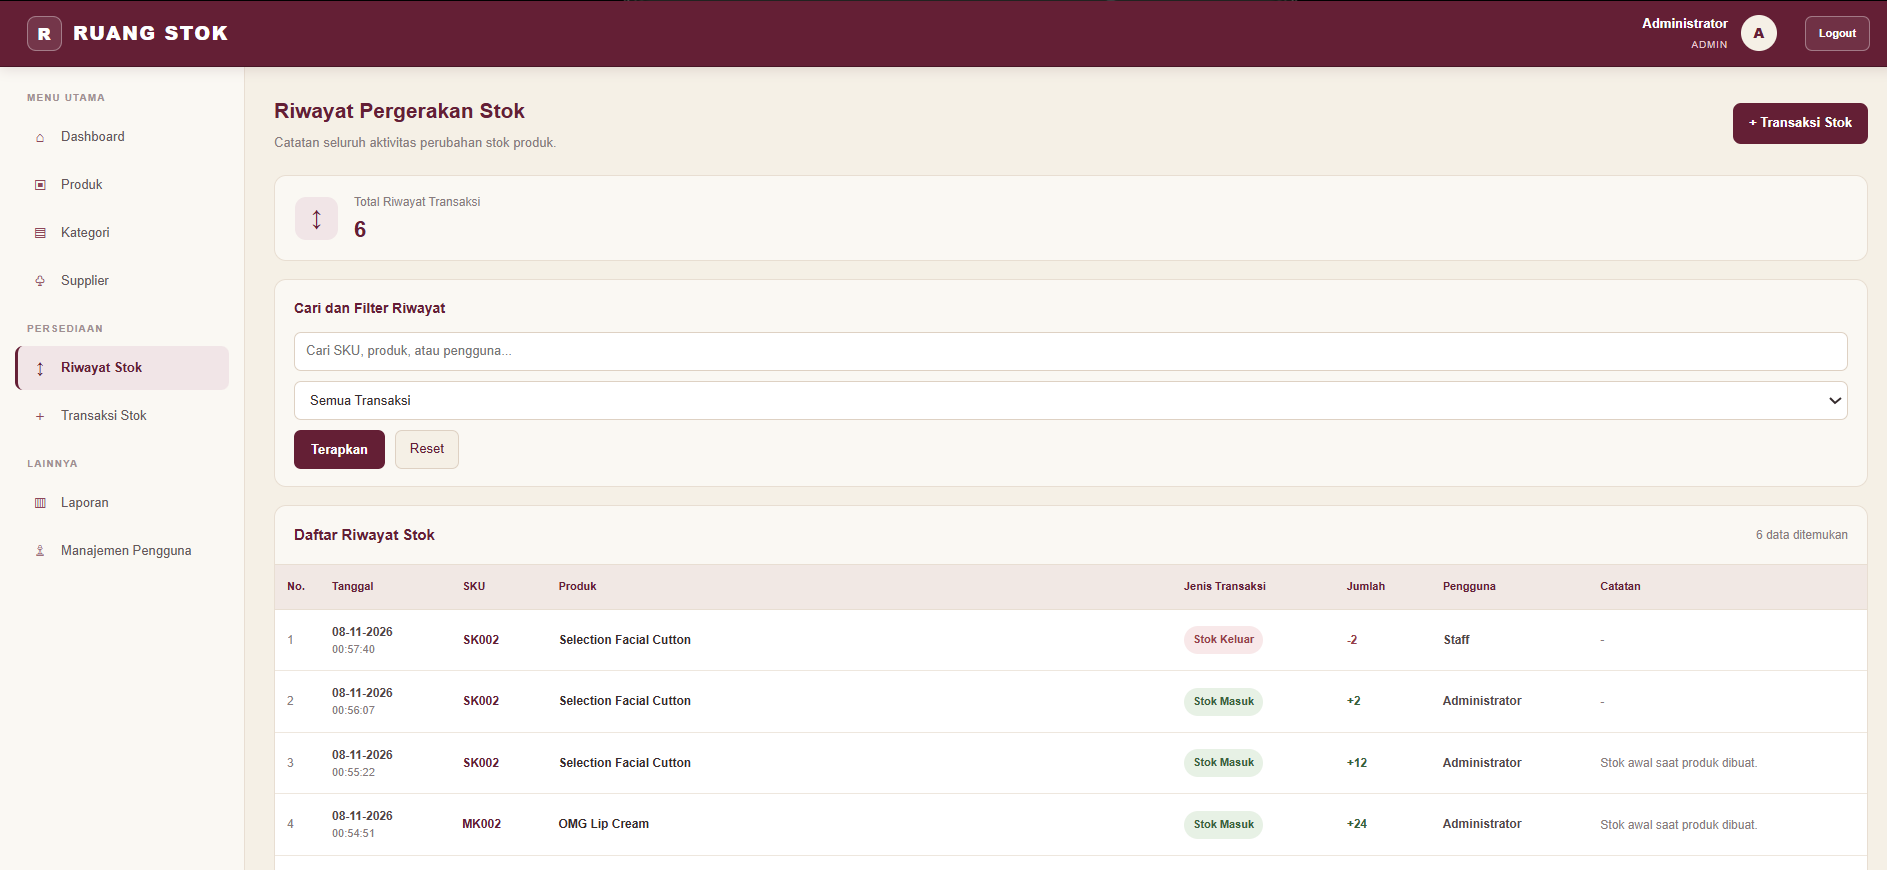 R RUANG STOK
Administrator
ADMIN
A
Logout
MENU UTAMA
Dashboard
Produk
Kategori
Supplier
PERSEDIAAN
Riwayat Stok
+ Transaksi Stok
LAINNYA
Laporan
Manajemen Pengguna
Riwayat Pergerakan Stok
Catatan seluruh aktivitas perubahan stok produk.
+ Transaksi Stok
Total Riwayat Transaksi
6
Cari dan Filter Riwayat
Cari SKU, produk, atau pengguna...
Semua Transaksi
Terapkan Reset
Daftar Riwayat Stok 6 data ditemukan
No. Tanggal SKU Produk Jenis Transaksi Jumlah Pengguna Catatan
1 08-11-2026 00:57:40 SK002 Selection Facial Cutton Stok Keluar -2 Staff -
2 08-11-2026 00:56:07 SK002 Selection Facial Cutton Stok Masuk +2 Administrator -
3 08-11-2026 00:55:22 SK002 Selection Facial Cutton Stok Masuk +12 Administrator Stok awal saat produk dibuat.
4 08-11-2026 00:54:51 MK002 OMG Lip Cream Stok Masuk +24 Administrator Stok awal saat produk dibuat.